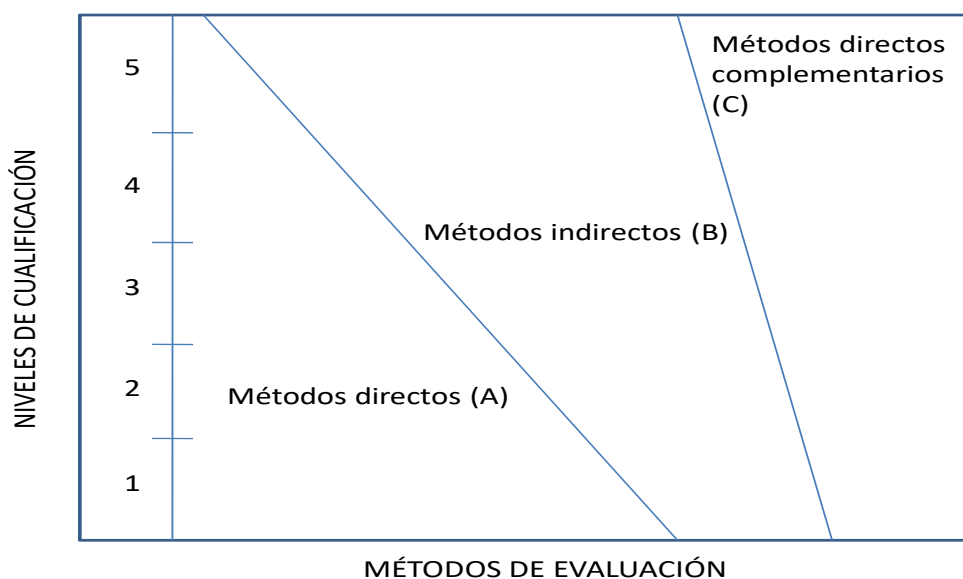 Métodos directos
complementarios
(C)
5
4
Métodos indirectos (B)
3
2
Métodos directos (A)
1
NIVELES DE CUALIFICACIÓN
MÉTODOS DE EVALUACIÓN